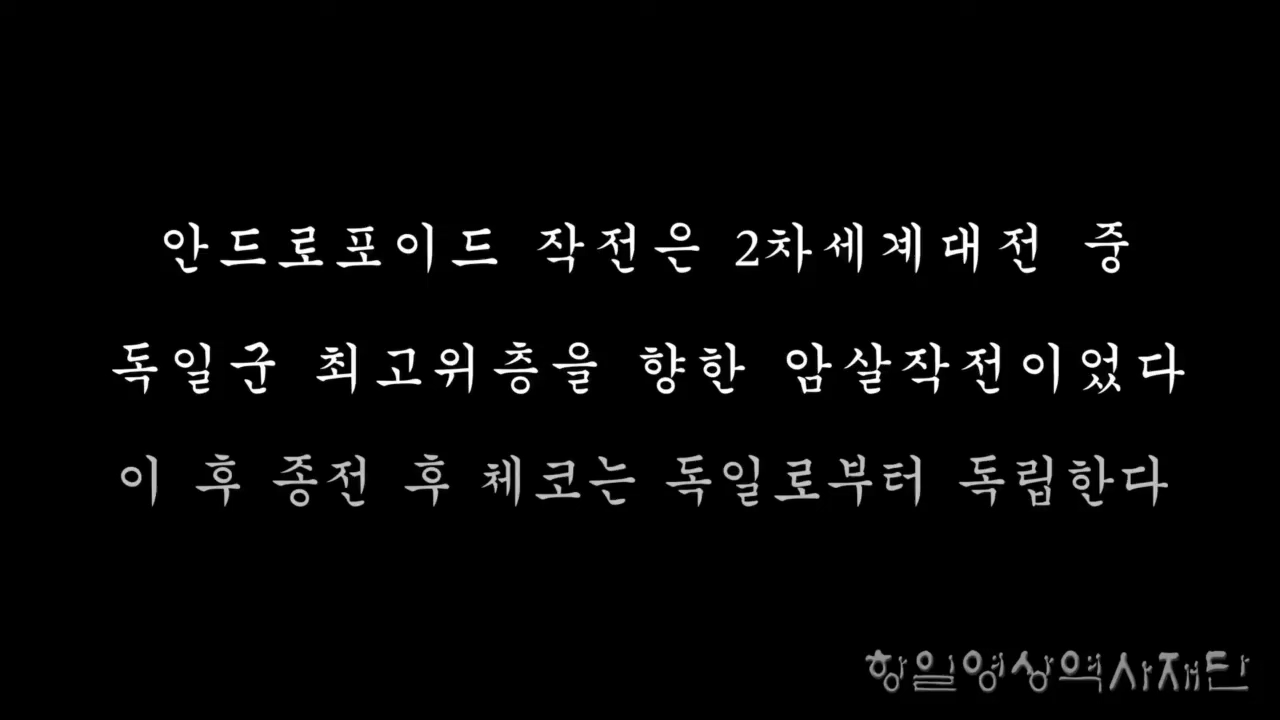 안드로포이드 작전은 2차세계대전 중
독일군 최고위층을 향한 암살작전이었다
이 후 종전 후 체코는 독일로부터 독립한다
항일영상역사재단